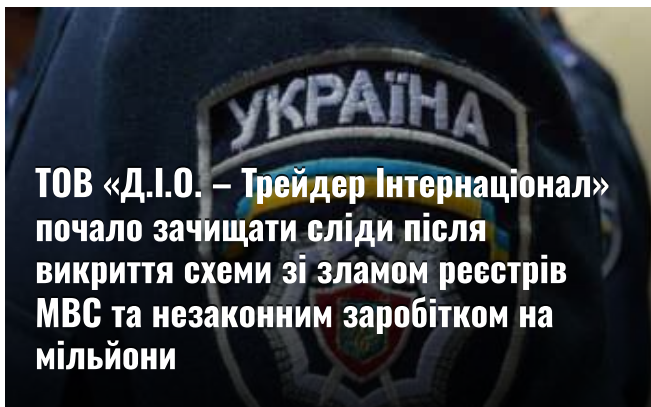 УКРАЇНА
ТОВ «Д.І.О. – Трейдер Інтернаціонал»
почало зачищати сліди після
викриття схеми зі зламом реєстрів
МВС та незаконним заробітком на
мільйони